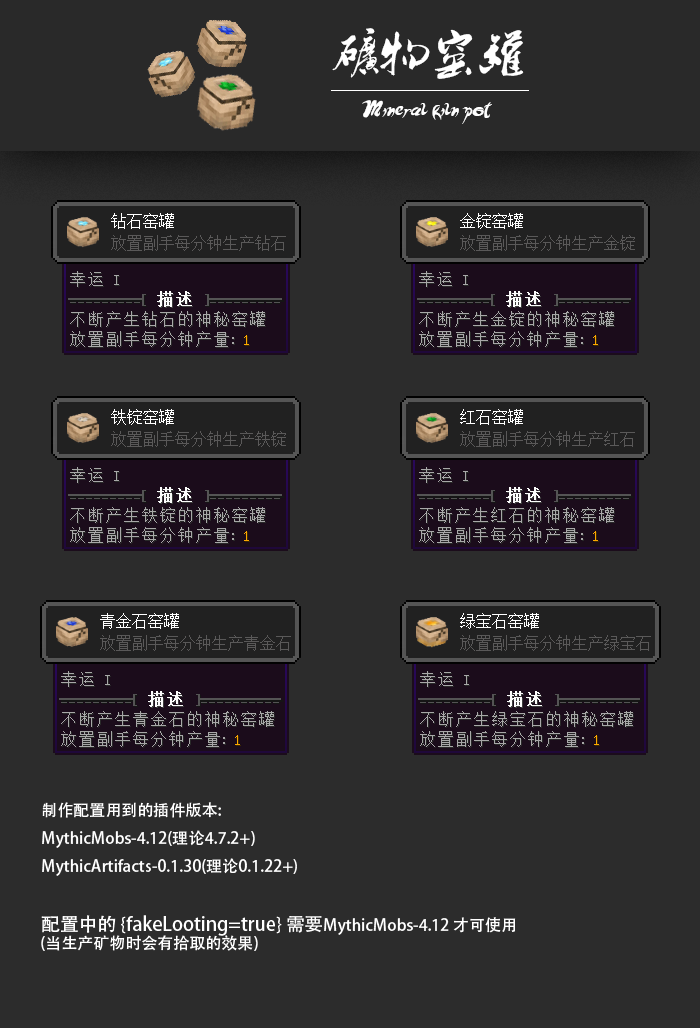 礦物窑罐
Mineral kiln pot
钻石窑罐
放置副手每分钟生产钻石
幸运 I
----------[ 描述 ]----------
不断产生钻石的神秘窑罐
放置副手每分钟产量: 1
金锭窑罐
放置副手每分钟生产金锭
幸运 I
----------[ 描述 ]----------
不断产生金锭的神秘窑罐
放置副手每分钟产量: 1
铁锭窑罐
放置副手每分钟生产铁锭
幸运 I
----------[ 描述 ]----------
不断产生铁锭的神秘窑罐
放置副手每分钟产量: 1
红石窑罐
放置副手每分钟生产红石
幸运 I
----------[ 描述 ]----------
不断产生红石的神秘窑罐
放置副手每分钟产量: 1
青金石窑罐
放置副手每分钟生产青金石
幸运 I
----------[ 描述 ]----------
不断产生青金石的神秘窑罐
放置副手每分钟产量: 1
绿宝石窑罐
放置副手每分钟生产绿宝石
幸运 I
----------[ 描述 ]----------
不断产生绿宝石的神秘窑罐
放置副手每分钟产量: 1
制作配置用到的插件版本:
MythicMobs-4.12(理论4.7.2+)
MythicArtifacts-0.1.30(理论0.1.22+)
配置中的 {fakeLooting=true} 需要MythicMobs-4.12 才可使用
(当生产矿物时会有拾取的效果)